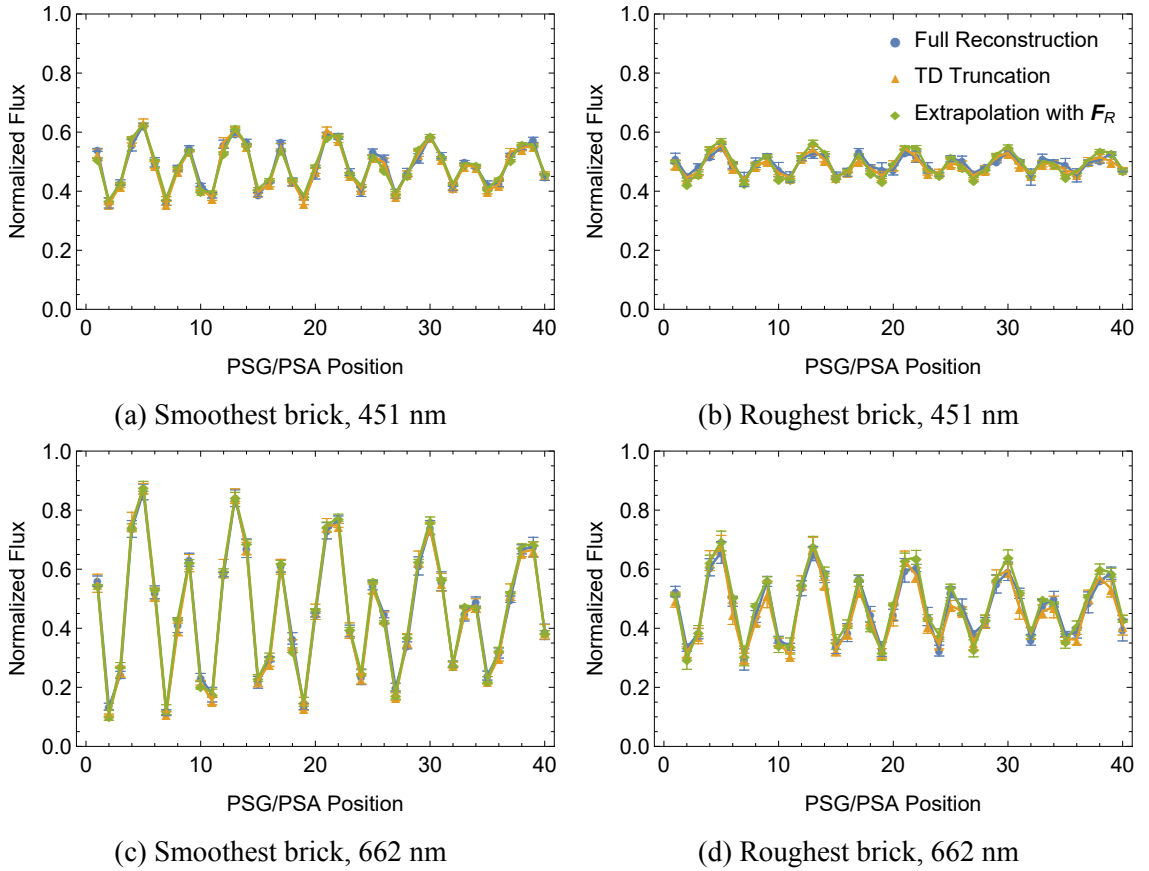 Normalized Flux
1.0
0.8
0.6
0.4
0.2
0.0
0 10 20 30 40
PSG/PSA Position
(a) Smoothest brick, 451 nm
Normalized Flux
1.0
0.8
0.6
0.4
0.2
0.0
Full Reconstruction
TD Truncation
Extrapolation with F_R
0 10 20 30 40
PSG/PSA Position
(b) Roughest brick, 451 nm
Normalized Flux
1.0
0.8
0.6
0.4
0.2
0.0
0 10 20 30 40
PSG/PSA Position
(c) Smoothest brick, 662 nm
Normalized Flux
1.0
0.8
0.6
0.4
0.2
0.0
0 10 20 30 40
PSG/PSA Position
(d) Roughest brick, 662 nm